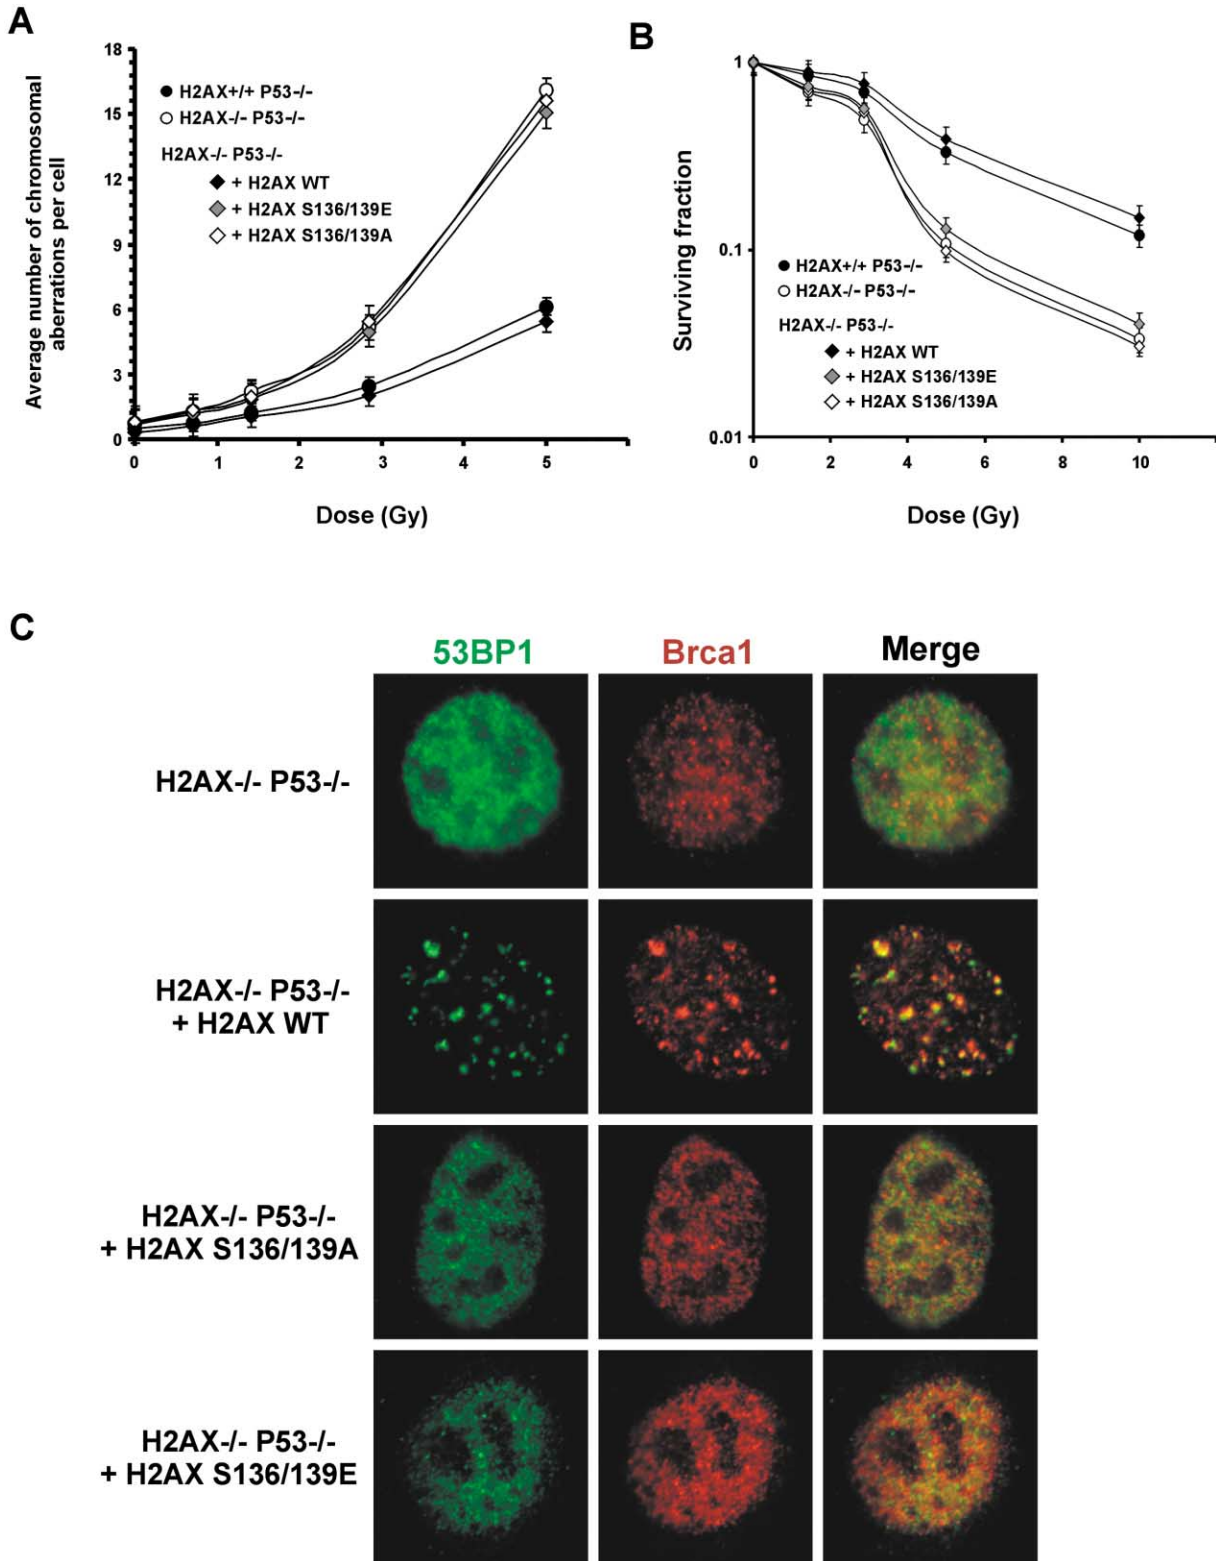 A
Average number of chromosomal
aberrations per cell
18
15
12
9
6
3
0
0 1 2 3 4 5
Dose (Gy)
H2AX+/+ P53-/-
H2AX-/- P53-/-
H2AX-/- P53-/-
+ H2AX WT
+ H2AX S136/139E
+ H2AX S136/139A
B
Surviving fraction
1
0.1
0.01
0 2 4 6 8 10
Dose (Gy)
H2AX+/+ P53-/-
H2AX-/- P53-/-
H2AX-/- P53-/-
+ H2AX WT
+ H2AX S136/139E
+ H2AX S136/139A
C
53BP1 Brca1 Merge
H2AX-/- P53-/-
H2AX-/- P53-/-
+ H2AX WT
H2AX-/- P53-/-
+ H2AX S136/139A
H2AX-/- P53-/-
+ H2AX S136/139E